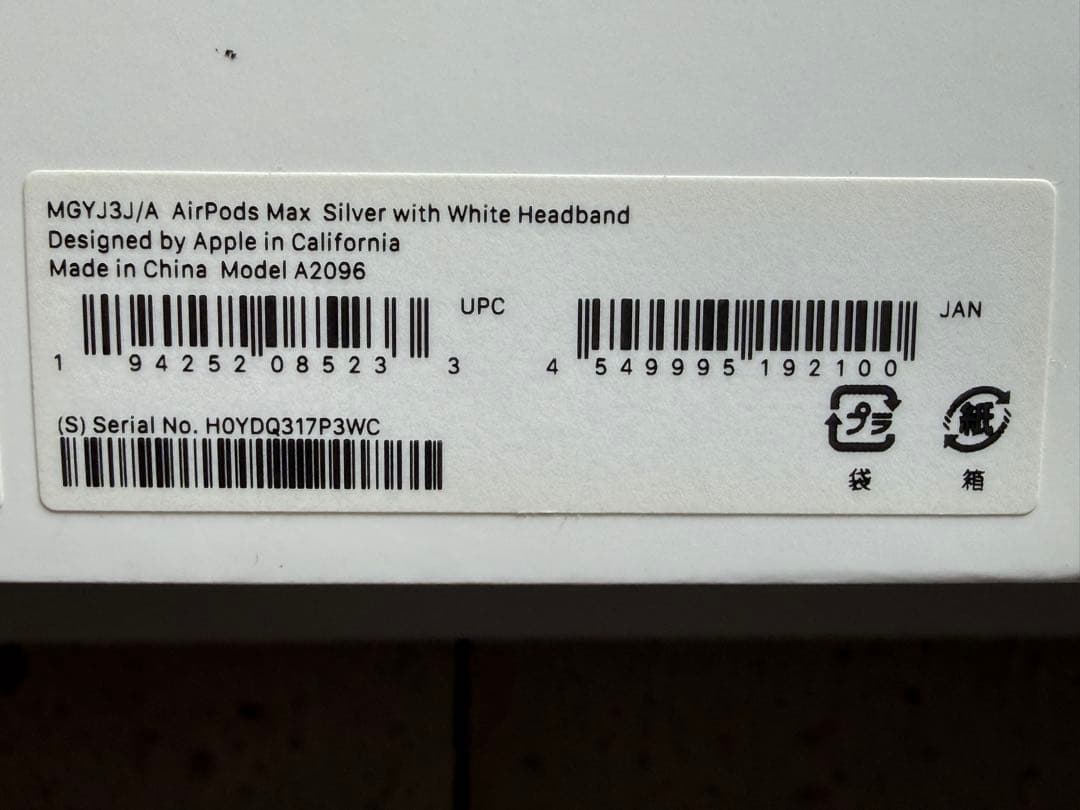 MGYJ3J/A AirPods Max Silver with White Headband
Designed by Apple in California
Made in China Model A2096
UPC
1 94252 08523 3
JAN
4 549995 192100
(S) Serial No. H0YDQ317P3WC
プラ
紙
袋
箱